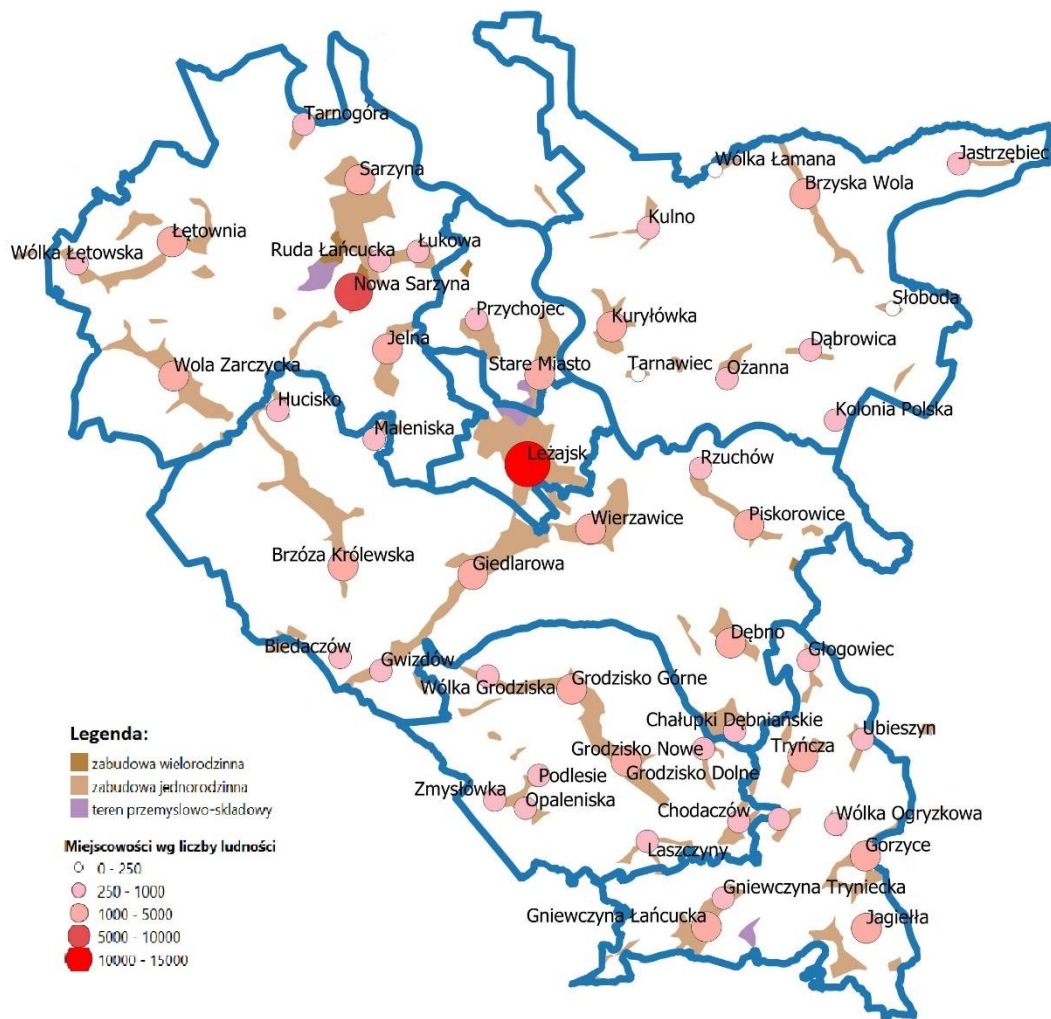 Tarnogóra
Wólka Łamana
Jastrzębiec
Sarzyna
Brzyska Wola
Kulno
Łętownia
Łukowa
Wólka Łętowska
Ruda Łańcucka
Nowa Sarzyna
Słoboda
Przychojec
Kuryłówka
Jelna
Dąbrowica
Wola Zarczycka
Stare Miasto
Tarnawiec
Ożanna
Hucisko
Kolonia Polska
Maleniska
Leżajsk
Rzuchów
Wierzawice
Piskorowice
Brzóza Królewska
Giedlarowa
Dębno
Biedaczów
Gwizdów
Głogowiec
Wólka Grodziska
Grodzisko Górne
Chałupki Dębniańskie
Ubieszyn
Grodzisko Nowe
Tryńcza
Podlesie
Grodzisko Dolne
Zmysłówka
Opaleniska
Chodaczów
Wólka Ogryzkowa
Laszczyny
Gorzyce
Gniewczyna Tryniecka
Gniewczyna Łańcucka
Jagiełła
Legenda:
zabudowa wielorodzinna
zabudowa jednorodzinna
teren przemysłowo-składowy
Miejscowości wg liczby ludności
0 - 250
250 - 1000
1000 - 5000
5000 - 10000
10000 - 15000